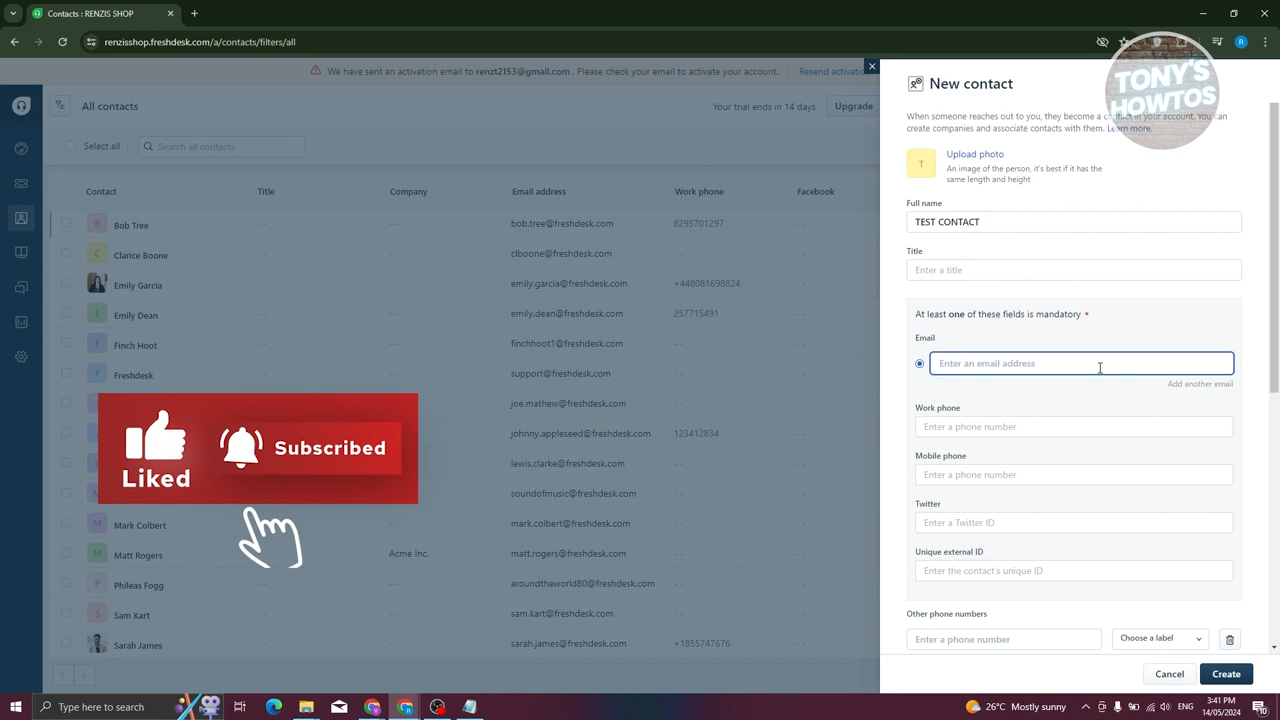 (1) CONTACTS : SHOP
renzisshop.com/a/contacts/filters/all
We have sent an activation email to renz12153@gmail.com . Please check your email to activate your account.
Resend activatio
All contacts
Your trial ends in 14 days
Upgrade
Select all
Search all contacts
Contact
Title
Company
Email address
Work phone
Facebook
B
Bob Tree
- -
- -
bob.tree@freshdesk.com
8295701297
- -
C
Clarice Boone
- -
- -
clboone@freshdesk.com
- -
- -
Emily Garcia
- -
- -
emily.garcia@freshdesk.com
+448081698824
- -
E
Emily Dean
- -
- -
emily.dean@freshdesk.com
257715491
- -
F
Finch Hoot
- -
- -
finchhoot1@freshdesk.com
- -
- -
F
Freshdesk
- -
- -
support@freshdesk.com
- -
- -
joe.mathew@freshdesk.com
- -
- -
johnny.appleseed@freshdesk.com
123412834
- -
lewis.clarke@freshdesk.com
- -
- -
soundofmusic@freshdesk.com
- -
- -
M
Mark Colbert
- -
mark.colbert@freshdesk.com
- -
- -
M
Matt Rogers
- -
Acme Inc.
matt.rogers@freshdesk.com
- -
- -
P
Phileas Fogg
- -
- -
aroundtheworld80@freshdesk.com
- -
- -
S
Sam Kart
- -
- -
sam.kart@freshdesk.com
- -
- -
Sarah James
- -
- -
sarah.james@freshdesk.com
+1855747676
- -
Liked
Subscribed
New contact
When someone reaches out to you, they become a contact in your account. You can
create companies and associate contacts with them. Learn more.
TONY'S
HOWTOS
T
Upload photo
An image of the person, it's best if it has the
same length and height
Full name
TEST CONTACT
Title
Enter a title
At least one of these fields is mandatory *
Email
Enter an email address
Add another email
Work phone
Enter a phone number
Mobile phone
Enter a phone number
Twitter
Enter a Twitter ID
Unique external ID
Enter the contact's unique ID
Other phone numbers
Enter a phone number
Choose a label
Cancel
Create
Type here to search
26°C
ENG
3:41 PM
14/05/2024
10